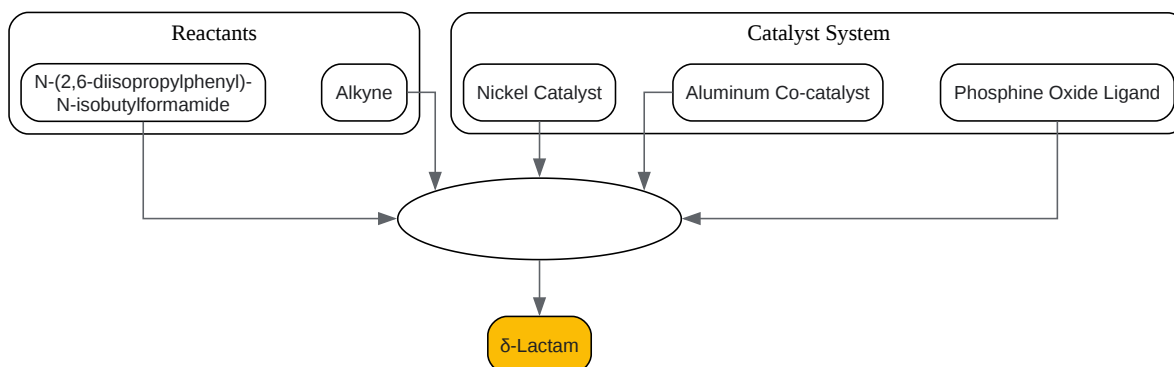 Reactants
Catalyst System
N-(2,6-diisopropylphenyl)-
N-isobutylformamide
Alkyne
Nickel Catalyst
Aluminum Co-catalyst
Phosphine Oxide Ligand
δ-Lactam